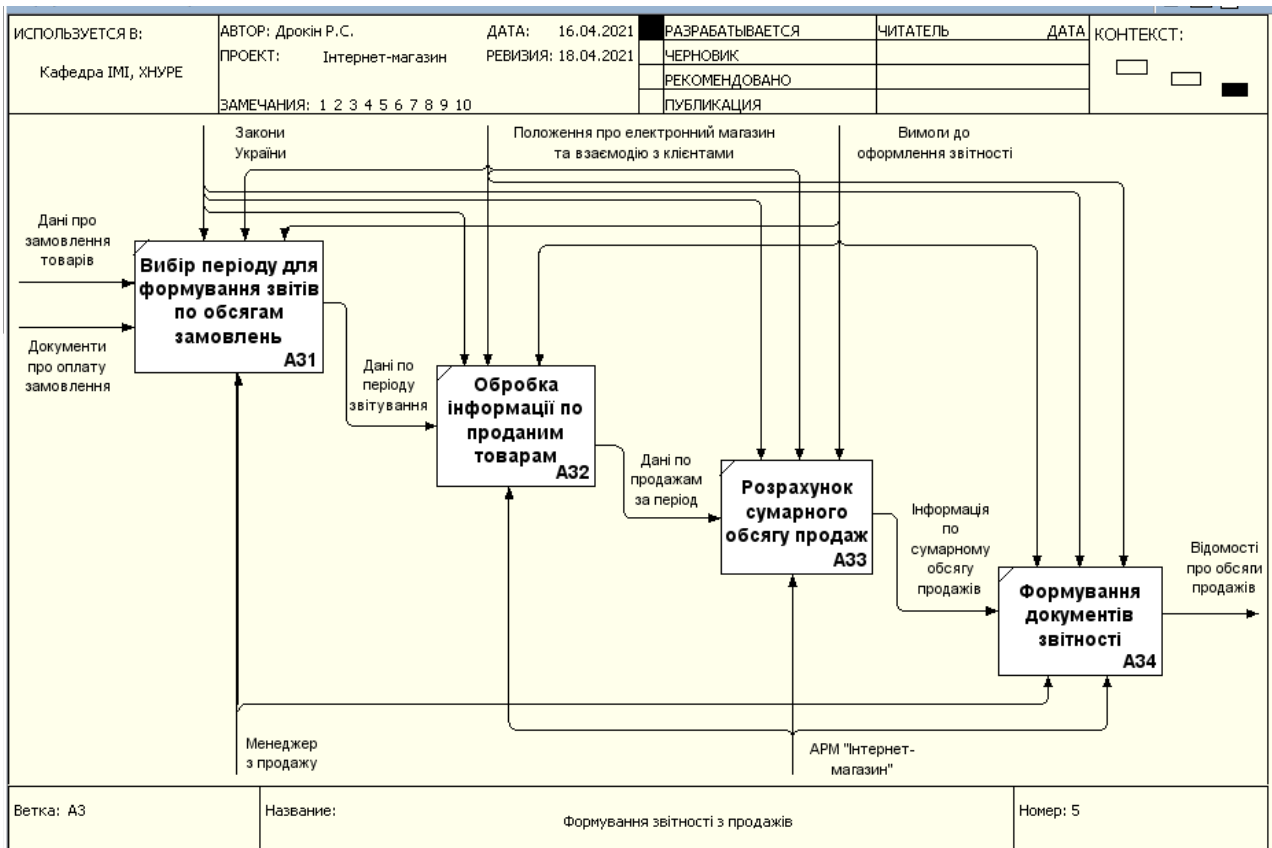 ИСПОЛЬЗУЕТСЯ В:
Кафедра ІМІ, ХНУРЕ
АВТОР: Дрокін Р.С.
ДАТА: 16.04.2021
ПРОЕКТ: Інтернет-магазин
РЕВИЗИЯ: 18.04.2021
ЗАМЕЧАНИЯ: 1 2 3 4 5 6 7 8 9 10
РАЗРАБАТЫВАЕТСЯ
ЧЕРНОВИК
РЕКОМЕНДОВАНО
ПУБЛИКАЦИЯ
ЧИТАТЕЛЬ
ДАТА
КОНТЕКСТ:
Закони
України
Положення про електронний магазин
та взаємодію з клієнтами
Вимоги до
оформлення звітності
Дані про
замовлення
товарів
Документи
про оплату
замовлення
Вибір періоду для
формування звітів
по обсягам
замовлень
А31
Дані по
періоду
звітування
Обробка
інформації по
проданим
товарам
А32
Дані по
продажам
за період
Розрахунок
сумарного
обсягу продаж
А33
Інформація
по
сумарному
обсягу
продажів
Формування
документів
звітності
А34
Відомості
про обсяги
продажів
Менеджер
з продажу
АРМ "Інтернет-
магазин"
Ветка: А3
Название:
Формування звітності з продажів
Номер: 5